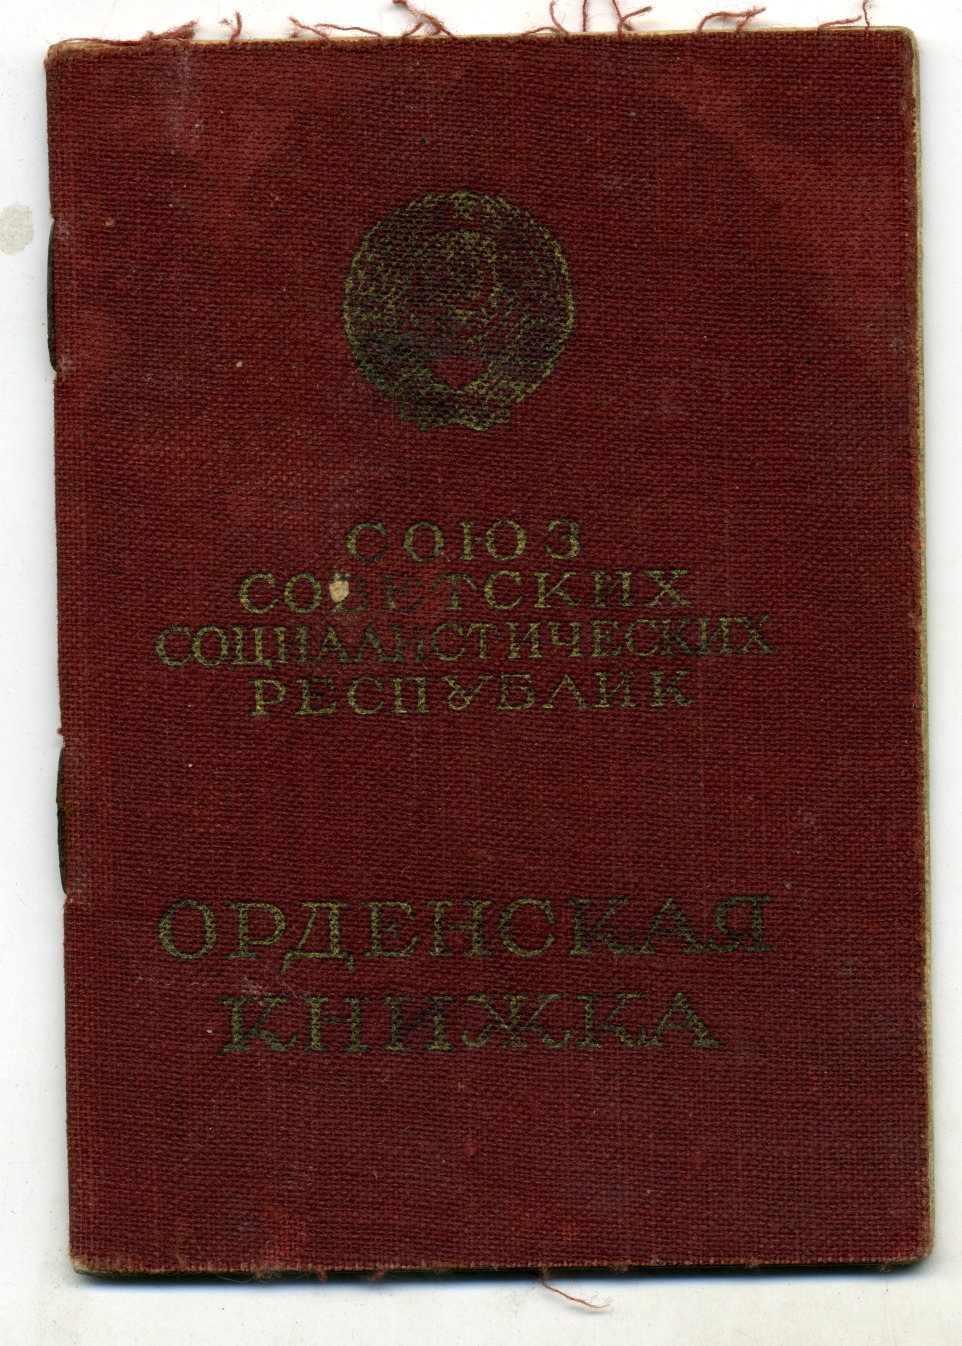 СОЮЗ
СОВЕТСКИХ
СОЦИАЛИСТИЧЕСКИХ
РЕСПУБЛИК
ОРДЕНСКАЯ
КНИЖКА